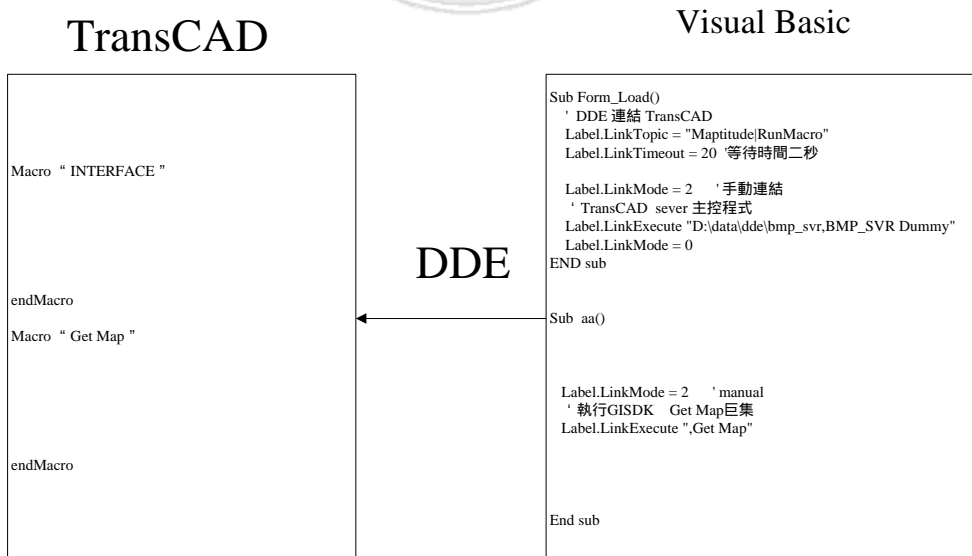 TransCAD
Macro “ INTERFACE ”
endMacro
Macro “ Get Map ”
endMacro
DDE
Visual Basic
Sub Form_Load()
' DDE 連結 TransCAD
Label.LinkTopic = "Maptitude|RunMacro"
Label.LinkTimeout = 20 '等待時間二秒
Label.LinkMode = 2 ' 手動連結
‘ TransCAD sever 主控程式
Label.LinkExecute "D:\data\dde\bmp_svr,BMP_SVR Dummy"
Label.LinkMode = 0
END sub
Sub aa()
Label.LinkMode = 2 ' manual
‘ 執行GISDK Get Map巨集
Label.LinkExecute ",Get Map"
End sub